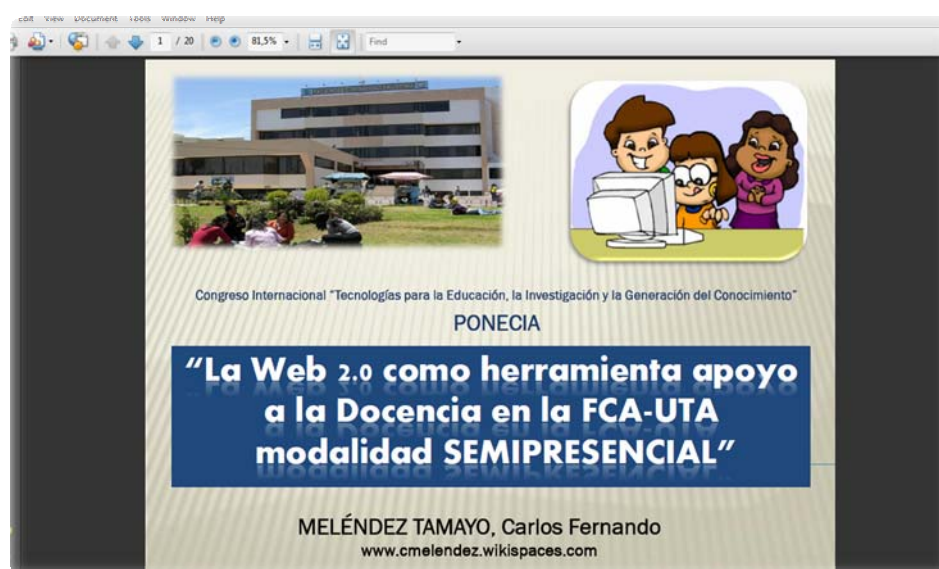 Edit View Document Tools Window Help
1 / 20 81,5% Find
Congreso Internacional "Tecnologías para la Educación, la Investigación y la Generación del Conocimiento"
PONECIA
"La Web 2.0 como herramienta apoyo
a la Docencia en la FCA-UTA
modalidad SEMIPRESENCIAL"
MELÉNDEZ TAMAYO, Carlos Fernando
www.cmelendez.wikispaces.com